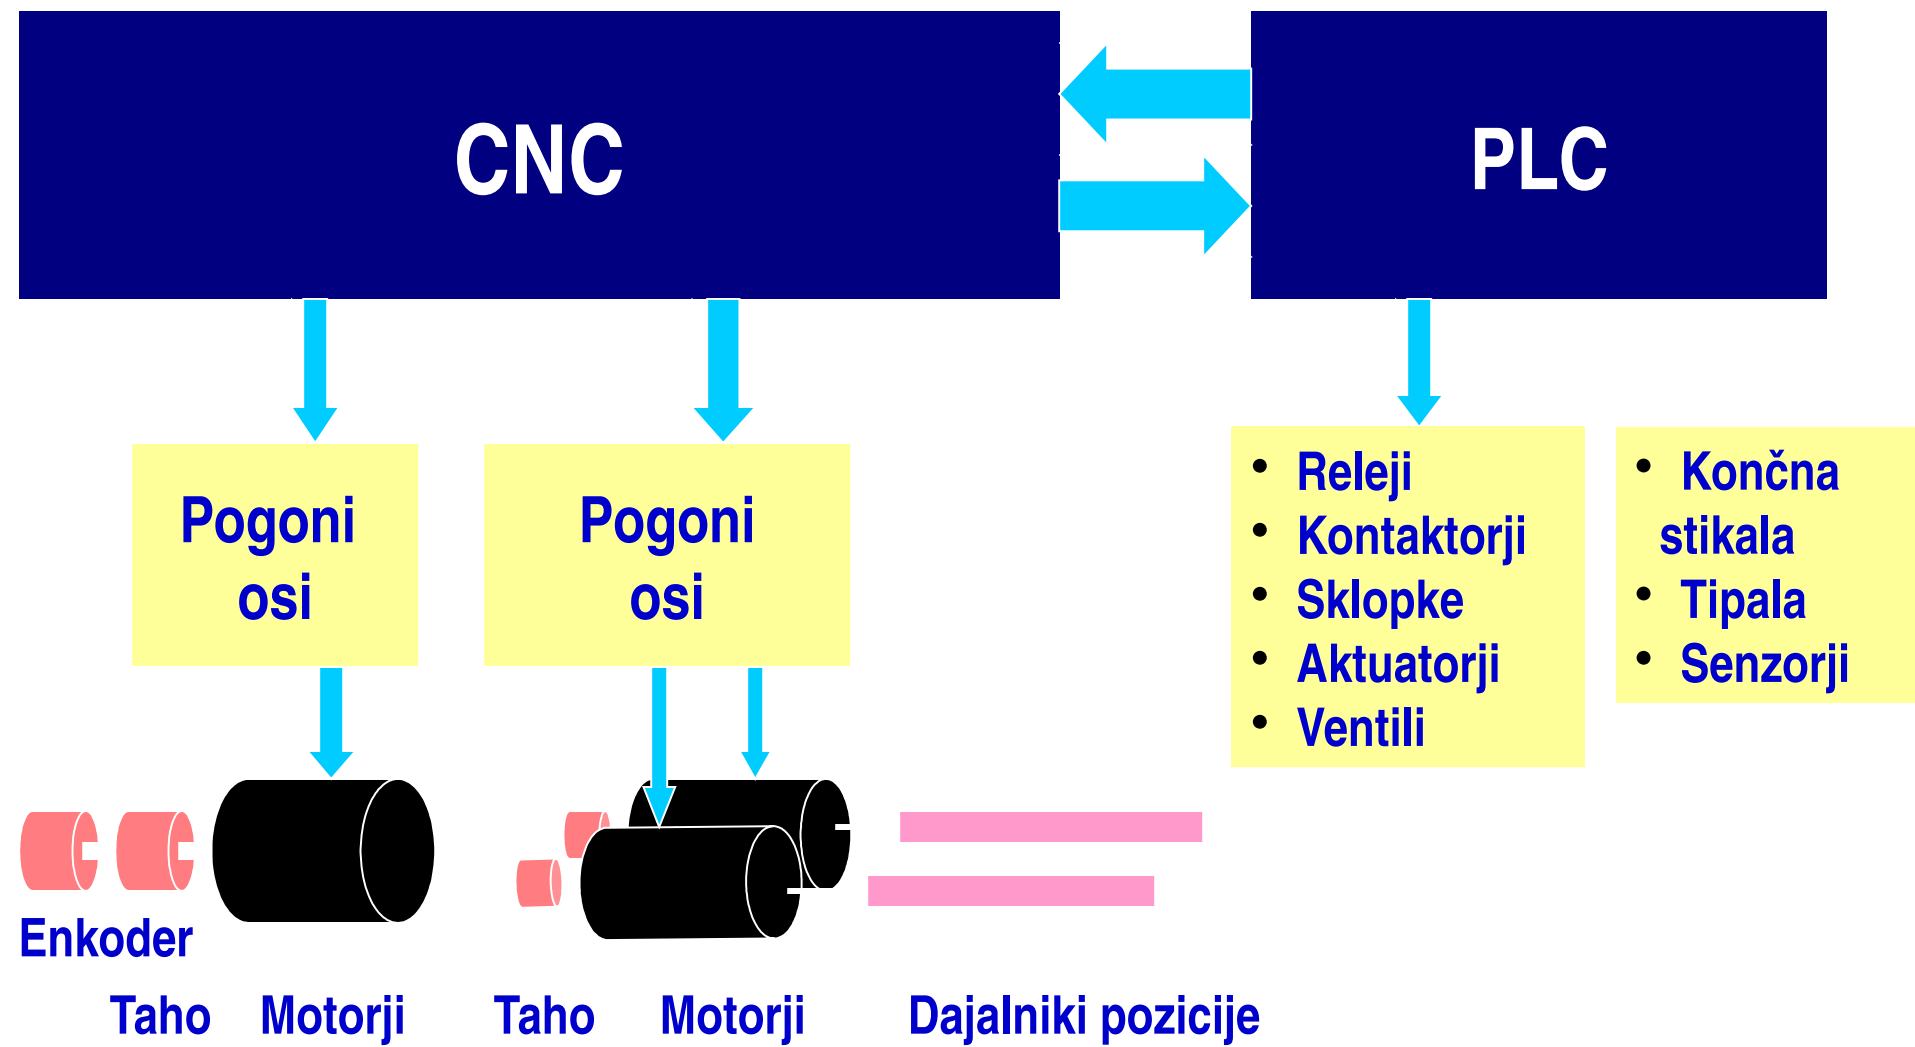 CNC
PLC
Pogoni
osi
Pogoni
osi
• Releji
• Kontaktorji
• Sklopke
• Aktuatorji
• Ventili
• Končna
stikala
• Tipala
• Senzorji
Enkoder
Taho
Motorji
Taho
Motorji
Dajalniki pozicije